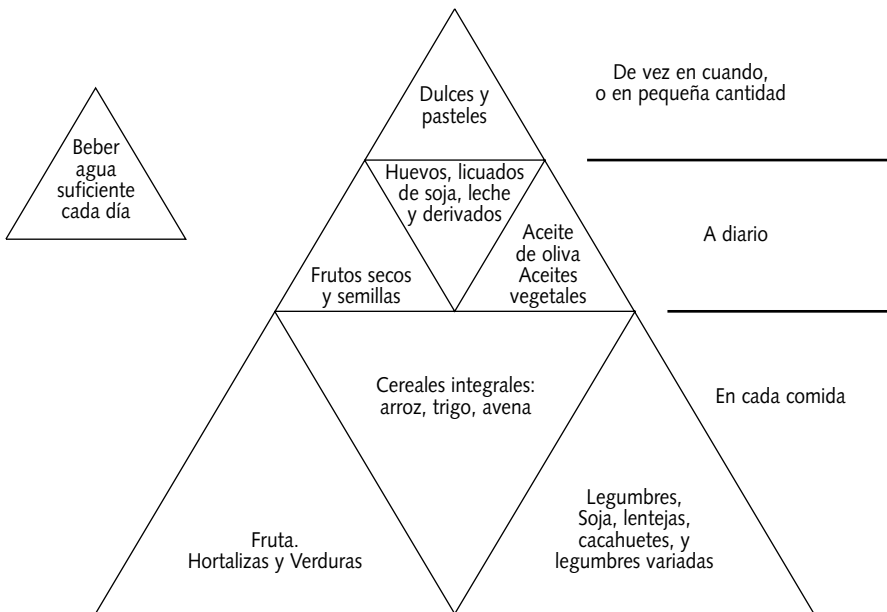 Dulces y
pasteles
De vez en cuando,
o en pequeña cantidad
Beber
agua
suficiente
cada día
Huevos, licuados
de soja, leche
y derivados
Frutos secos
y semillas
Aceite
de oliva
Aceites
vegetales
A diario
Cereales integrales:
arroz, trigo, avena
En cada comida
Fruta.
Hortalizas y Verduras
Legumbres,
Soja, lentejas,
cacahuetes, y
legumbres variadas